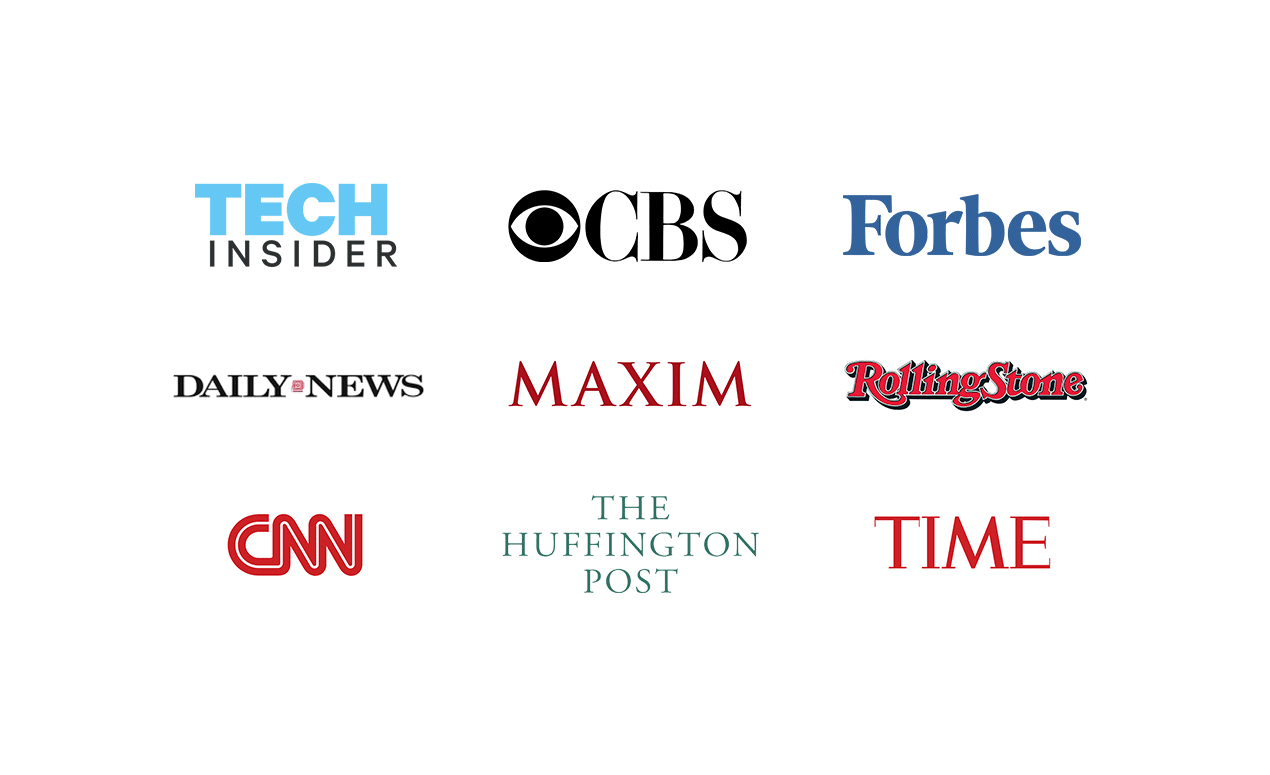 TECH
INSIDER
CBS
Forbes
DAILY NEWS
MAXIM
RollingStone
CNN
THE
HUFFINGTON
POST
TIME